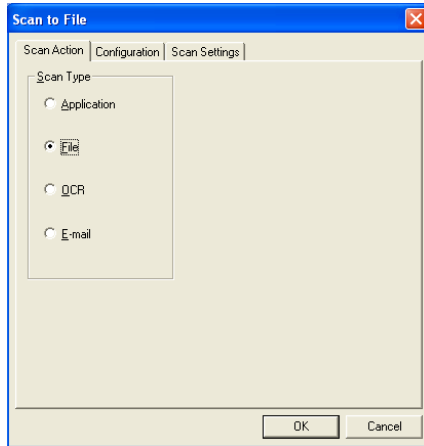 Scan to File
Scan Action Configuration Scan Settings
Scan Type
Application
File
OCR
E-mail
OK Cancel